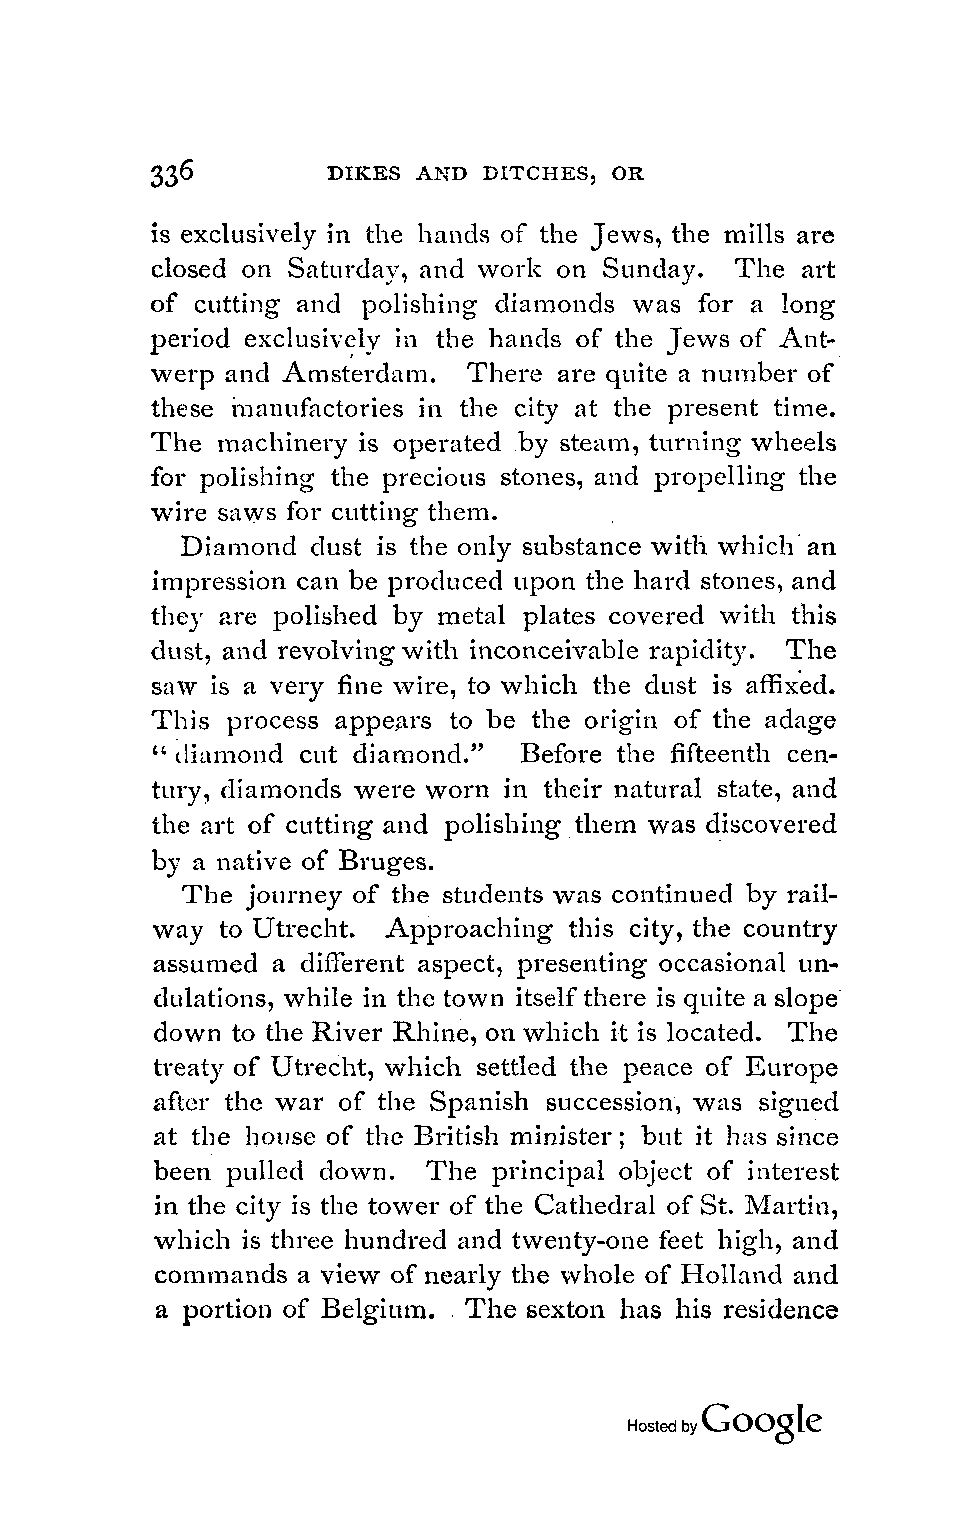 336 DIKES AND DITCHES, OR
is exclusively in the hands of the Jews, the mills are
closed on Saturday, and work on Sunday. The art
of cutting and polishing diamonds was for a long
period exclusively in the hands of the Jews of Ant-
werp and Amsterdam. There are quite a number of
these manufactories in the city at the present time.
The machinery is operated by steam, turning wheels
for polishing the precious stones, and propelling the
wire saws for cutting them.
Diamond dust is the only substance with which an
impression can be produced upon the hard stones, and
they are polished by metal plates covered with this
dust, and revolving with inconceivable rapidity. The
saw is a very fine wire, to which the dust is affixed.
This process appears to be the origin of the adage
“diamond cut diamond.” Before the fifteenth cen-
tury, diamonds were worn in their natural state, and
the art of cutting and polishing them was discovered
by a native of Bruges.
The journey of the students was continued by rail-
way to Utrecht. Approaching this city, the country
assumed a different aspect, presenting occasional un-
dulations, while in the town itself there is quite a slope
down to the River Rhine, on which it is located. The
treaty of Utrecht, which settled the peace of Europe
after the war of the Spanish succession, was signed
at the house of the British minister; but it has since
been pulled down. The principal object of interest
in the city is the tower of the Cathedral of St. Martin,
which is three hundred and twenty-one feet high, and
commands a view of nearly the whole of Holland and
a portion of Belgium. The sexton has his residence
Hosted by Google